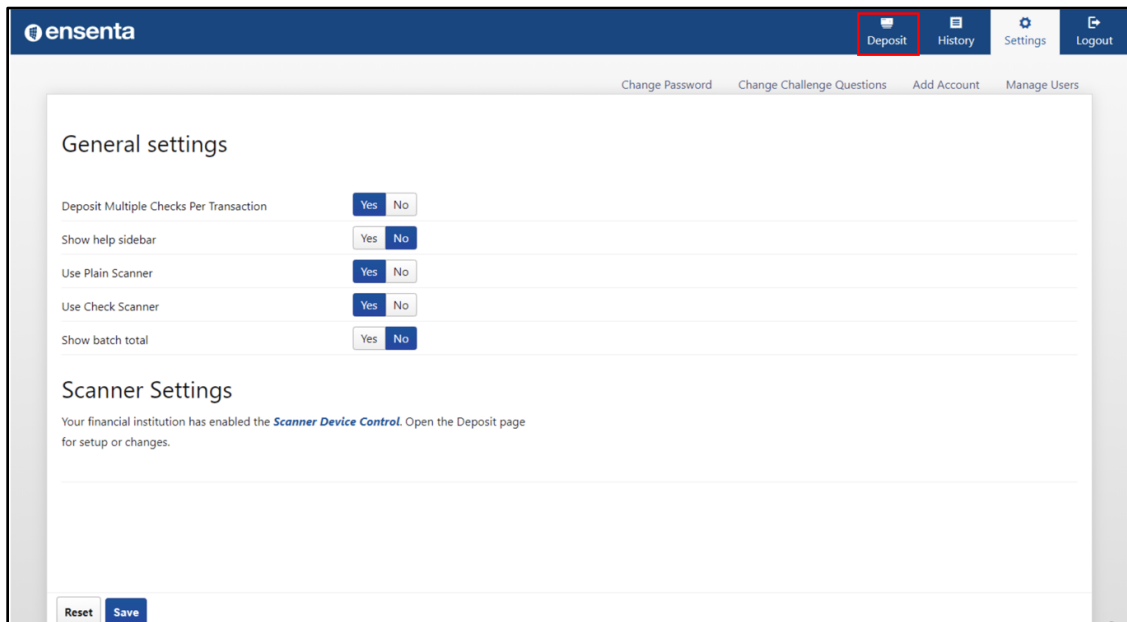 ensenta
Deposit
History
Settings
Logout
Change Password
Change Challenge Questions
Add Account
Manage Users
General settings
Deposit Multiple Checks Per Transaction
Yes No
Show help sidebar
Yes No
Use Plain Scanner
Yes No
Use Check Scanner
Yes No
Show batch total
Yes No
Scanner Settings
Your financial institution has enabled the Scanner Device Control. Open the Deposit page
for setup or changes.
Reset
Save